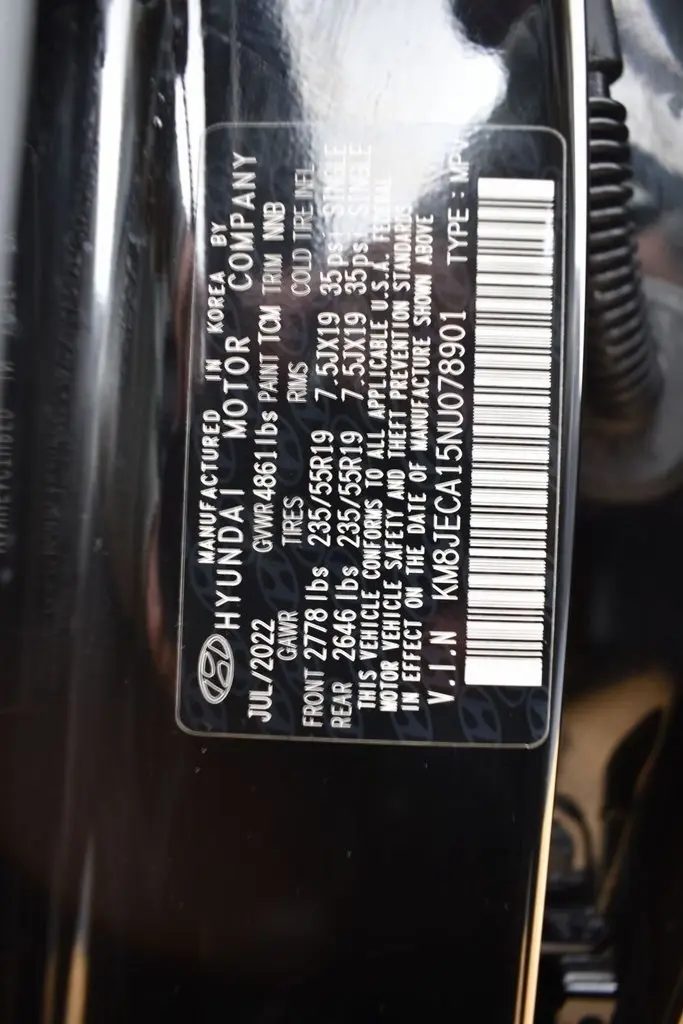 MANUFACTURED IN KOREA BY
HYUNDAI MOTOR COMPANY
JUL/2022 GVWR 4861lbs PAINT TCM TRIM NNB
GAWR TIRES RIMS COLD TIRE INFL
FRONT 2778 lbs 235/55R19 7.5JX19 35psi SINGLE
REAR 2646 lbs 235/55R19 7.5JX19 35psi SINGLE
THIS VEHICLE CONFORMS TO ALL APPLICABLE U.S.A. FEDERAL
MOTOR VEHICLE SAFETY AND THEFT PREVENTION STANDARDS
IN EFFECT ON THE DATE OF MANUFACTURE SHOWN ABOVE
V.I.N KM8JECA15NU078901 TYPE :